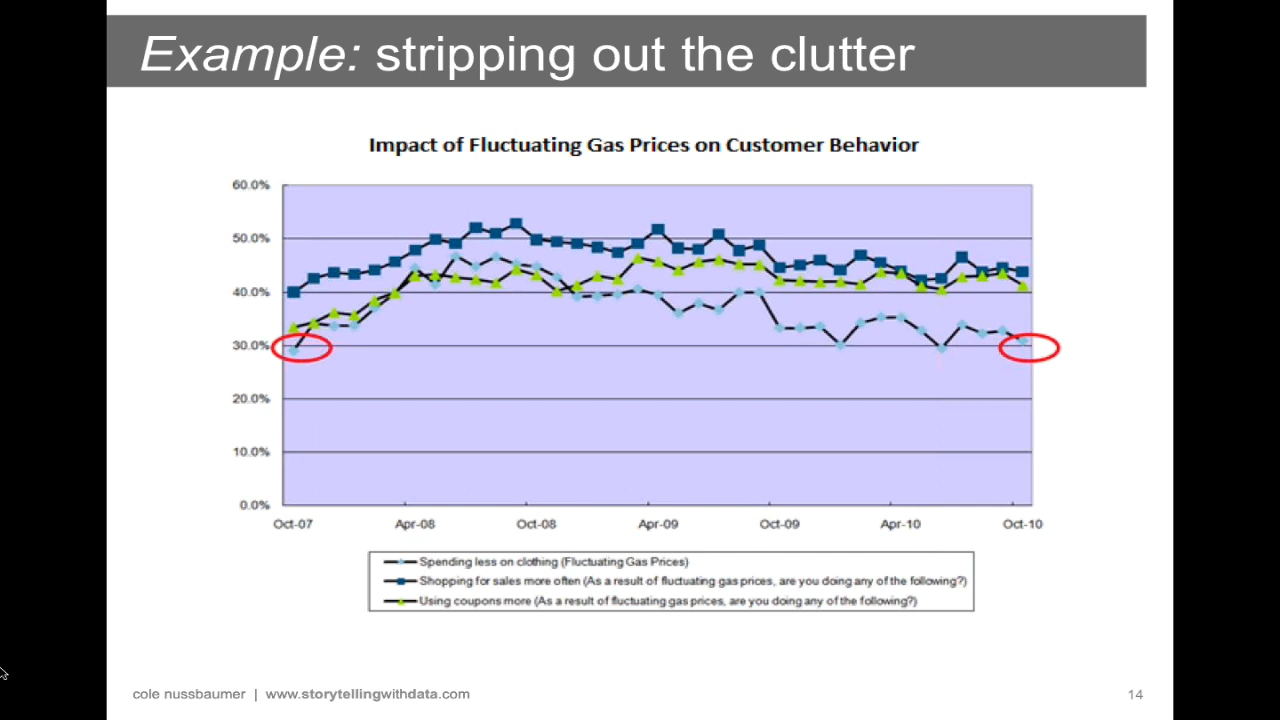 Example: stripping out the clutter
Impact of Fluctuating Gas Prices on Customer Behavior
60.0%
50.0%
40.0%
30.0%
20.0%
10.0%
0.0%
Oct-07 Apr-08 Oct-08 Apr-09 Oct-09 Apr-10 Oct-10
Spending less on clothing (Fluctuating Gas Prices)
Shopping for sales more often (As a result of fluctuating gas prices, are you doing any of the following?)
Using coupons more (As a result of fluctuating gas prices, are you doing any of the following?)
cole nussbaumer | www.storytellingwithdata.com 14